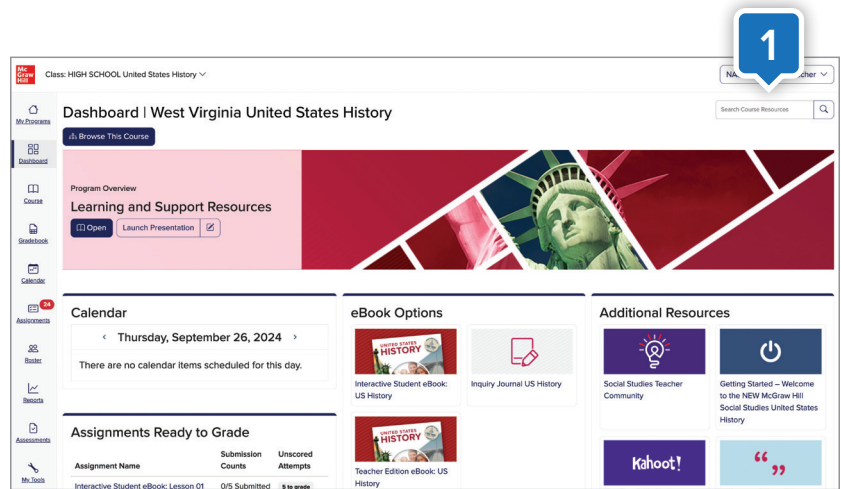 1
Mc
Graw
Hill
Class: HIGH SCHOOL United States History
NA
cher
My Programs
Dashboard
Course
Gradebook
Calendar
24
Assignments
Roster
Reports
Assessments
My Tools
Dashboard | West Virginia United States History
Search Course Resources
Browse This Course
Program Overview
Learning and Support Resources
Open
Launch Presentation
Calendar
‹ Thursday, September 26, 2024 ›
There are no calendar items scheduled for this day.
Assignments Ready to Grade
Assignment Name
Submission
Counts
Unscored
Attempts
Interactive Student eBook: Lesson 01
0/5 Submitted
5 to grade
eBook Options
UNITED STATES
HISTORY
Interactive Student eBook:
US History
Inquiry Journal US History
UNITED STATES
HISTORY
Teacher Edition eBook: US
History
Additional Resources
Social Studies Teacher
Community
Getting Started – Welcome
to the NEW McGraw Hill
Social Studies United States
History
Kahoot!
“ ”